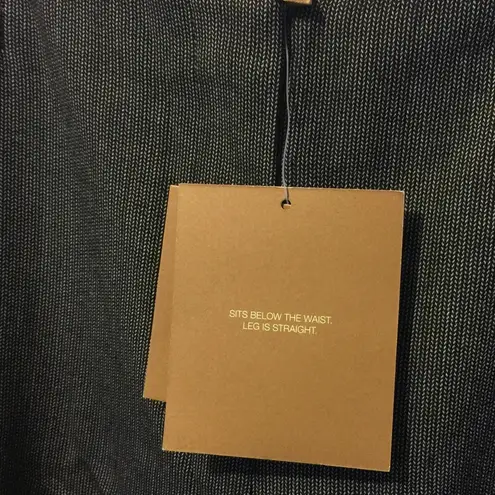 SITS BELOW THE WAIST.
LEG IS STRAIGHT.